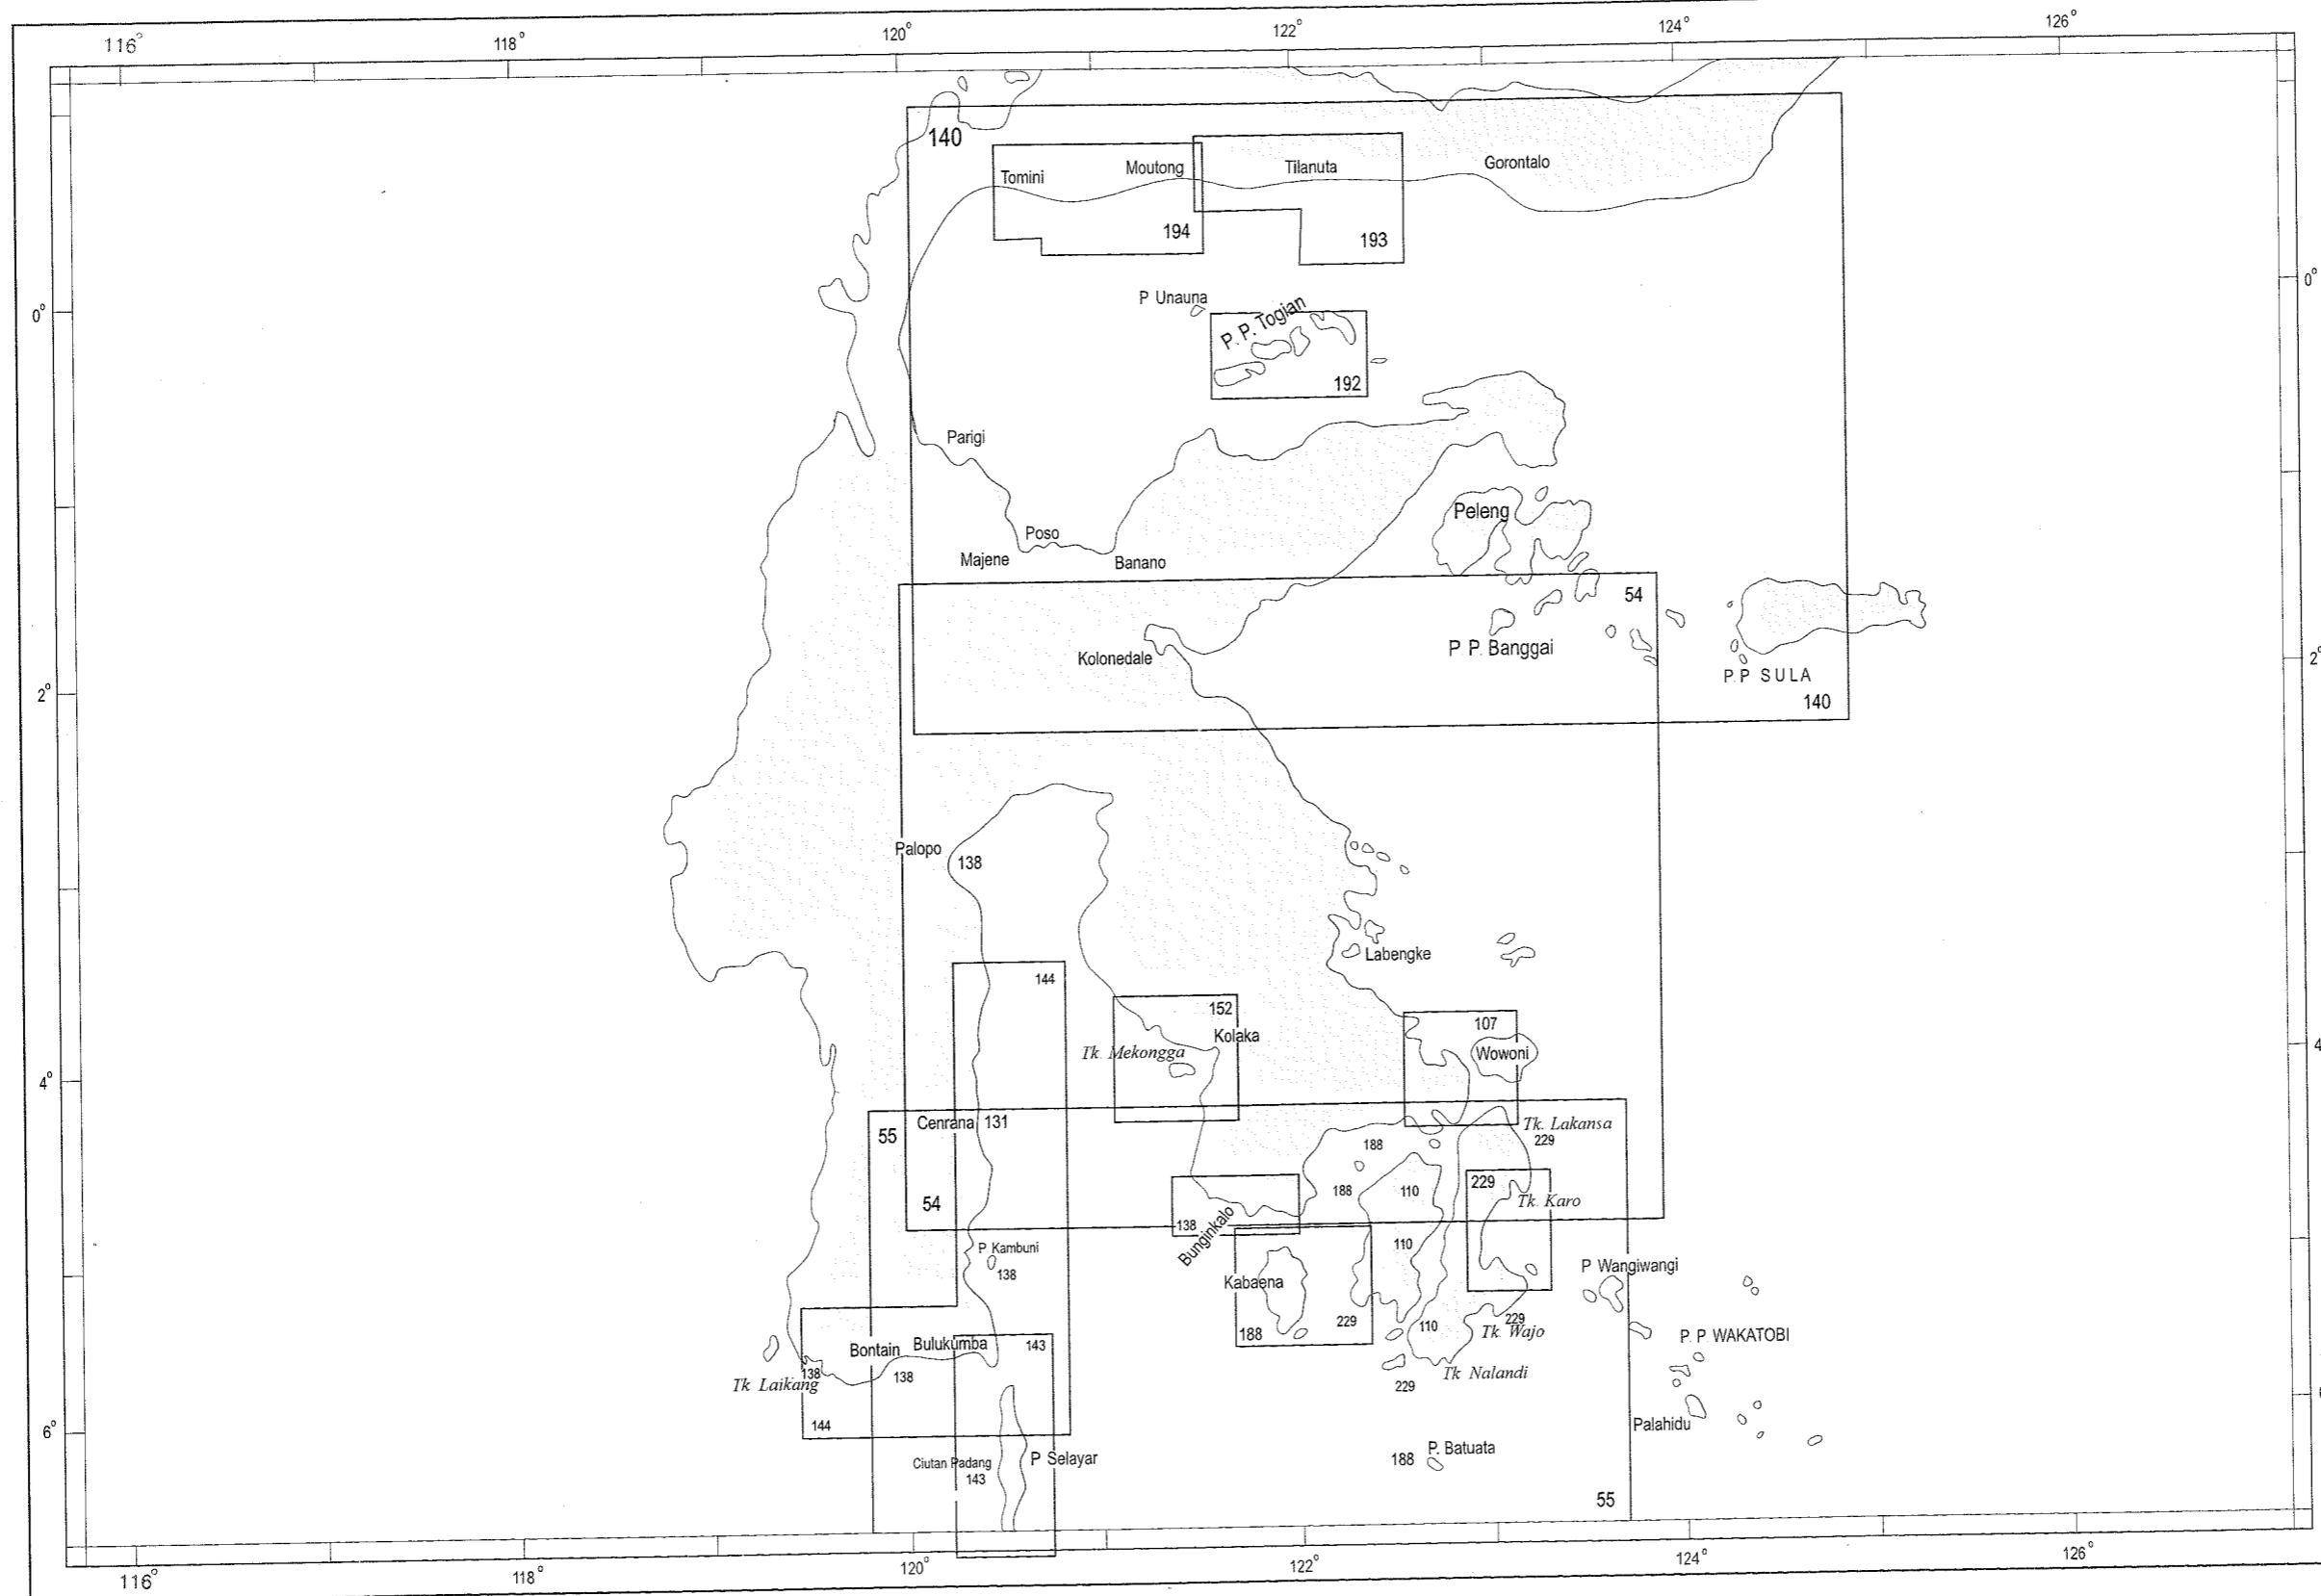 116° 118° 120° 122° 124° 126°
140
Tomini Moutong Tilanuta Gorontalo
194 193
0° 0°
P Unauna
P. P. Togian
192
Parigi
Peleng
Poso
Majene Banano
54
Kolonedale
P. P. Banggai
P.P SULA
2° 2°
140
Palopo
138
Labengke
144
152
Kolaka
107
Tk. Mekongga
Wowoni
4° 4
55 Cenrana 131
Tk. Lakansa
188 229
188 110 229
54
Tk. Karo
138
Bunginkalo
P Kambuni
138
110
P Wangiwangi
Kabaena
188 229 110 229
Tk. Wajo
P. P WAKATOBI
Bontain Bulukumba 143
138 138
Tk Laikang
Tk Nalandi
229
144
6°
Palahidu
Ciutan Padang P Selayar
143
188 P. Batuata
55
116° 118° 120° 122° 124° 126°